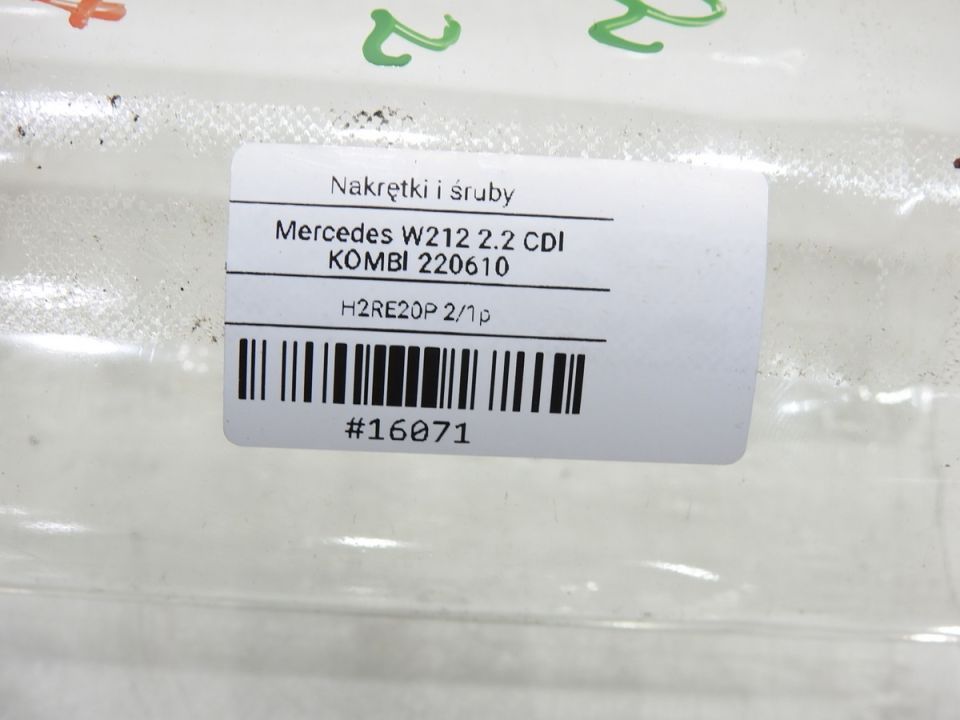 Nakrętki i śruby
Mercedes W212 2.2 CDI
KOMBI 220610
H2RE20P 2/1p
#16071